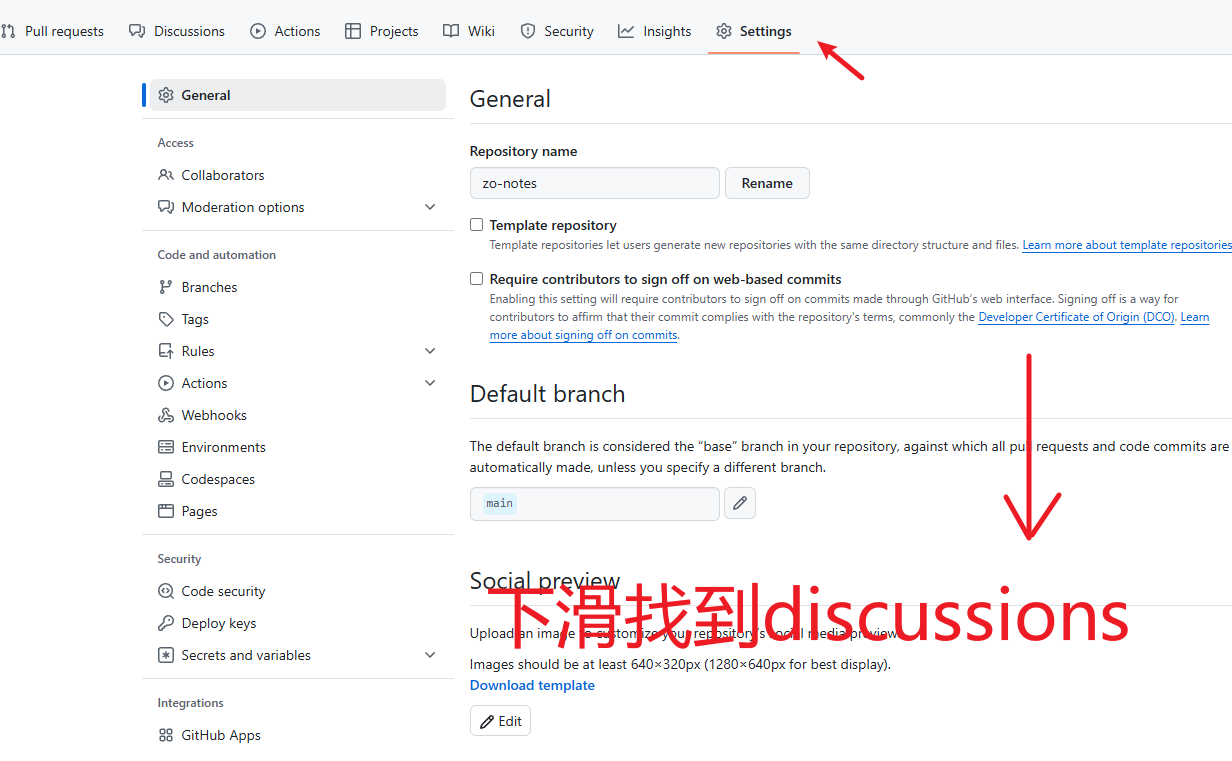 Pull requests
Discussions
Actions
Projects
Wiki
Security
Insights
Settings
General
Access
Collaborators
Moderation options
Code and automation
Branches
Tags
Rules
Actions
Webhooks
Environments
Codespaces
Pages
Security
Code security
Deploy keys
Secrets and variables
Integrations
GitHub Apps
General
Repository name
zo-notes
Rename
Template repository
Template repositories let users generate new repositories with the same directory structure and files. Learn more about template repositories
Require contributors to sign off on web-based commits
Enabling this setting will require contributors to sign off on commits made through GitHub's web interface. Signing off is a way for
contributors to affirm that their commit complies with the repository's terms, commonly the Developer Certificate of Origin (DCO). Learn
more about signing off on commits.
Default branch
The default branch is considered the “base” branch in your repository, against which all pull requests and code commits are
automatically made, unless you specify a different branch.
main
Social preview
下滑找到discussions
Upload an image to customize your repository's social media preview.
Images should be at least 640×320px (1280×640px for best display).
Download template
Edit